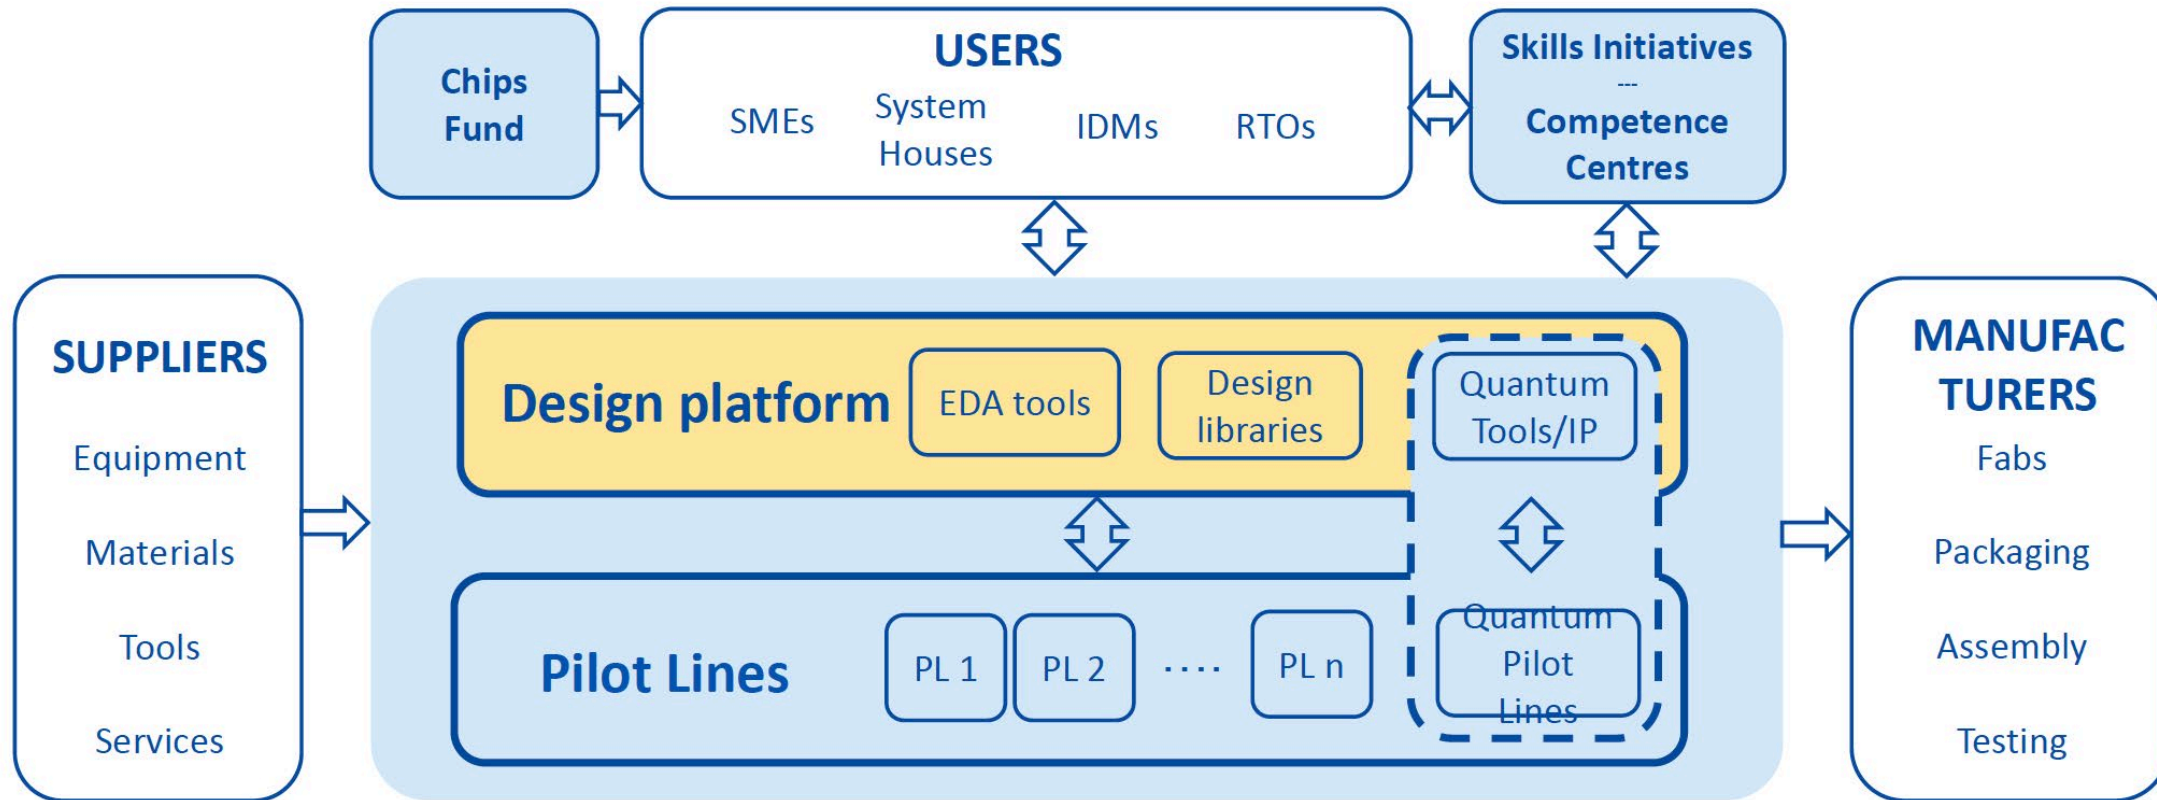 Chips
Fund
USERS
SMEs
System
Houses
IDMs
RTOs
Skills Initiatives
---
Competence
Centres
SUPPLIERS
Equipment
Materials
Tools
Services
Design platform
EDA tools
Design
libraries
Quantum
Tools/IP
Pilot Lines
PL 1
PL 2
....
PL n
Quantum
Pilot
Lines
MANUFAC
TURERS
Fabs
Packaging
Assembly
Testing